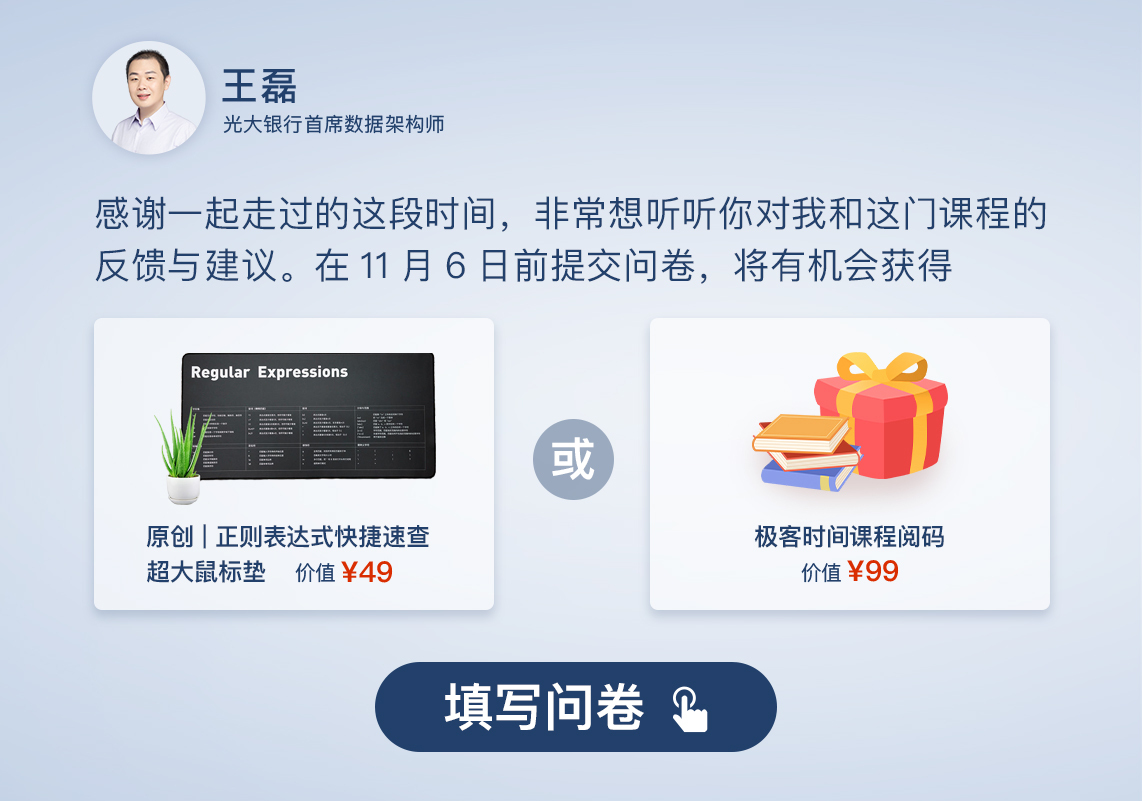 王磊
光大银行首席数据架构师
感谢一起走过的这段时间，非常想听听你对我和这门课程的
反馈与建议。在 11 月 6 日前提交问卷，将有机会获得
Regular Expressions
或
原创 | 正则表达式快捷速查
超大鼠标垫 价值 ¥49
极客时间课程阅码
价值 ¥99
填写问卷